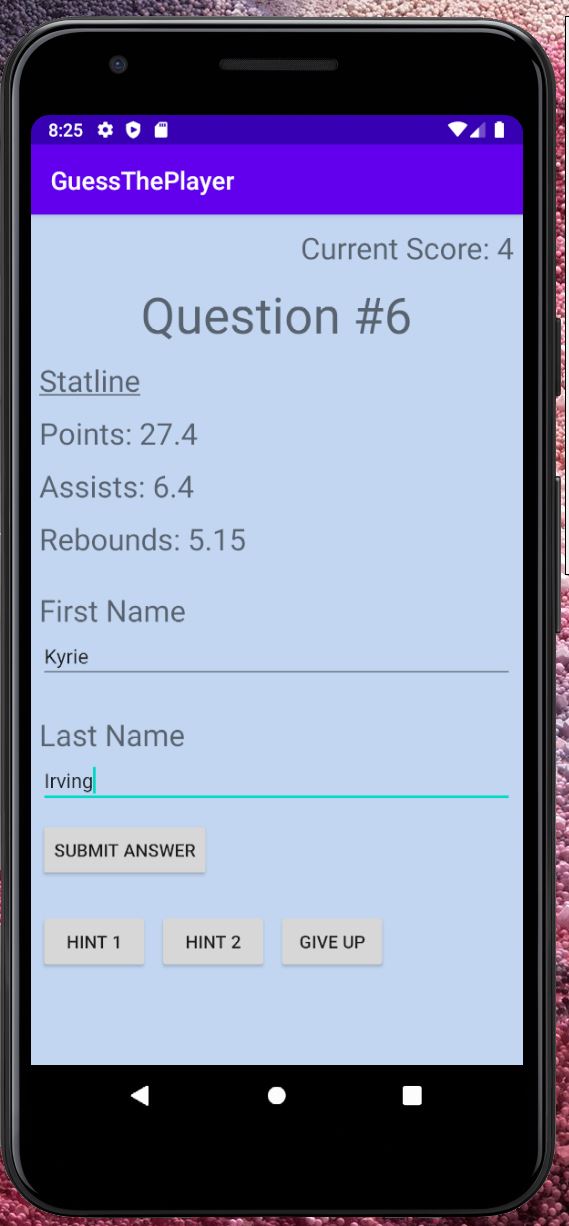 8:25
GuessThePlayer
Current Score: 4
Question #6
Statline
Points: 27.4
Assists: 6.4
Rebounds: 5.15
First Name
Kyrie
Last Name
Irving
SUBMIT ANSWER
HINT 1 HINT 2 GIVE UP